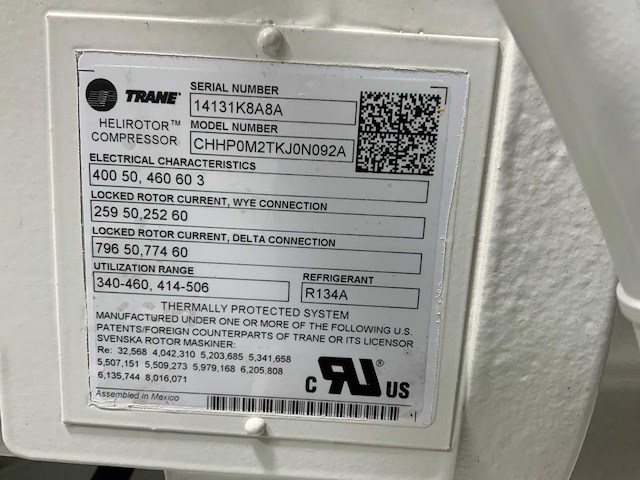 TRANE
SERIAL NUMBER
14131K8A8A
HELIROTOR™
COMPRESSOR
MODEL NUMBER
CHHP0M2TKJ0N092A
ELECTRICAL CHARACTERISTICS
400 50, 460 60 3
LOCKED ROTOR CURRENT, WYE CONNECTION
259 50,252 60
LOCKED ROTOR CURRENT, DELTA CONNECTION
796 50,774 60
UTILIZATION RANGE
340-460, 414-506
REFRIGERANT
R134A
THERMALLY PROTECTED SYSTEM
MANUFACTURED UNDER ONE OR MORE OF THE FOLLOWING U.S.
PATENTS/FOREIGN COUNTERPARTS OF TRANE OR ITS LICENSOR
SVENSKA ROTOR MASKINER:
Re: 32,568 4,042,310 5,203,685 5,341,658
5,507,151 5,509,273 5,979,168 6,205,808
6,135,744 8,016,071
Assembled in Mexico
C RU® US